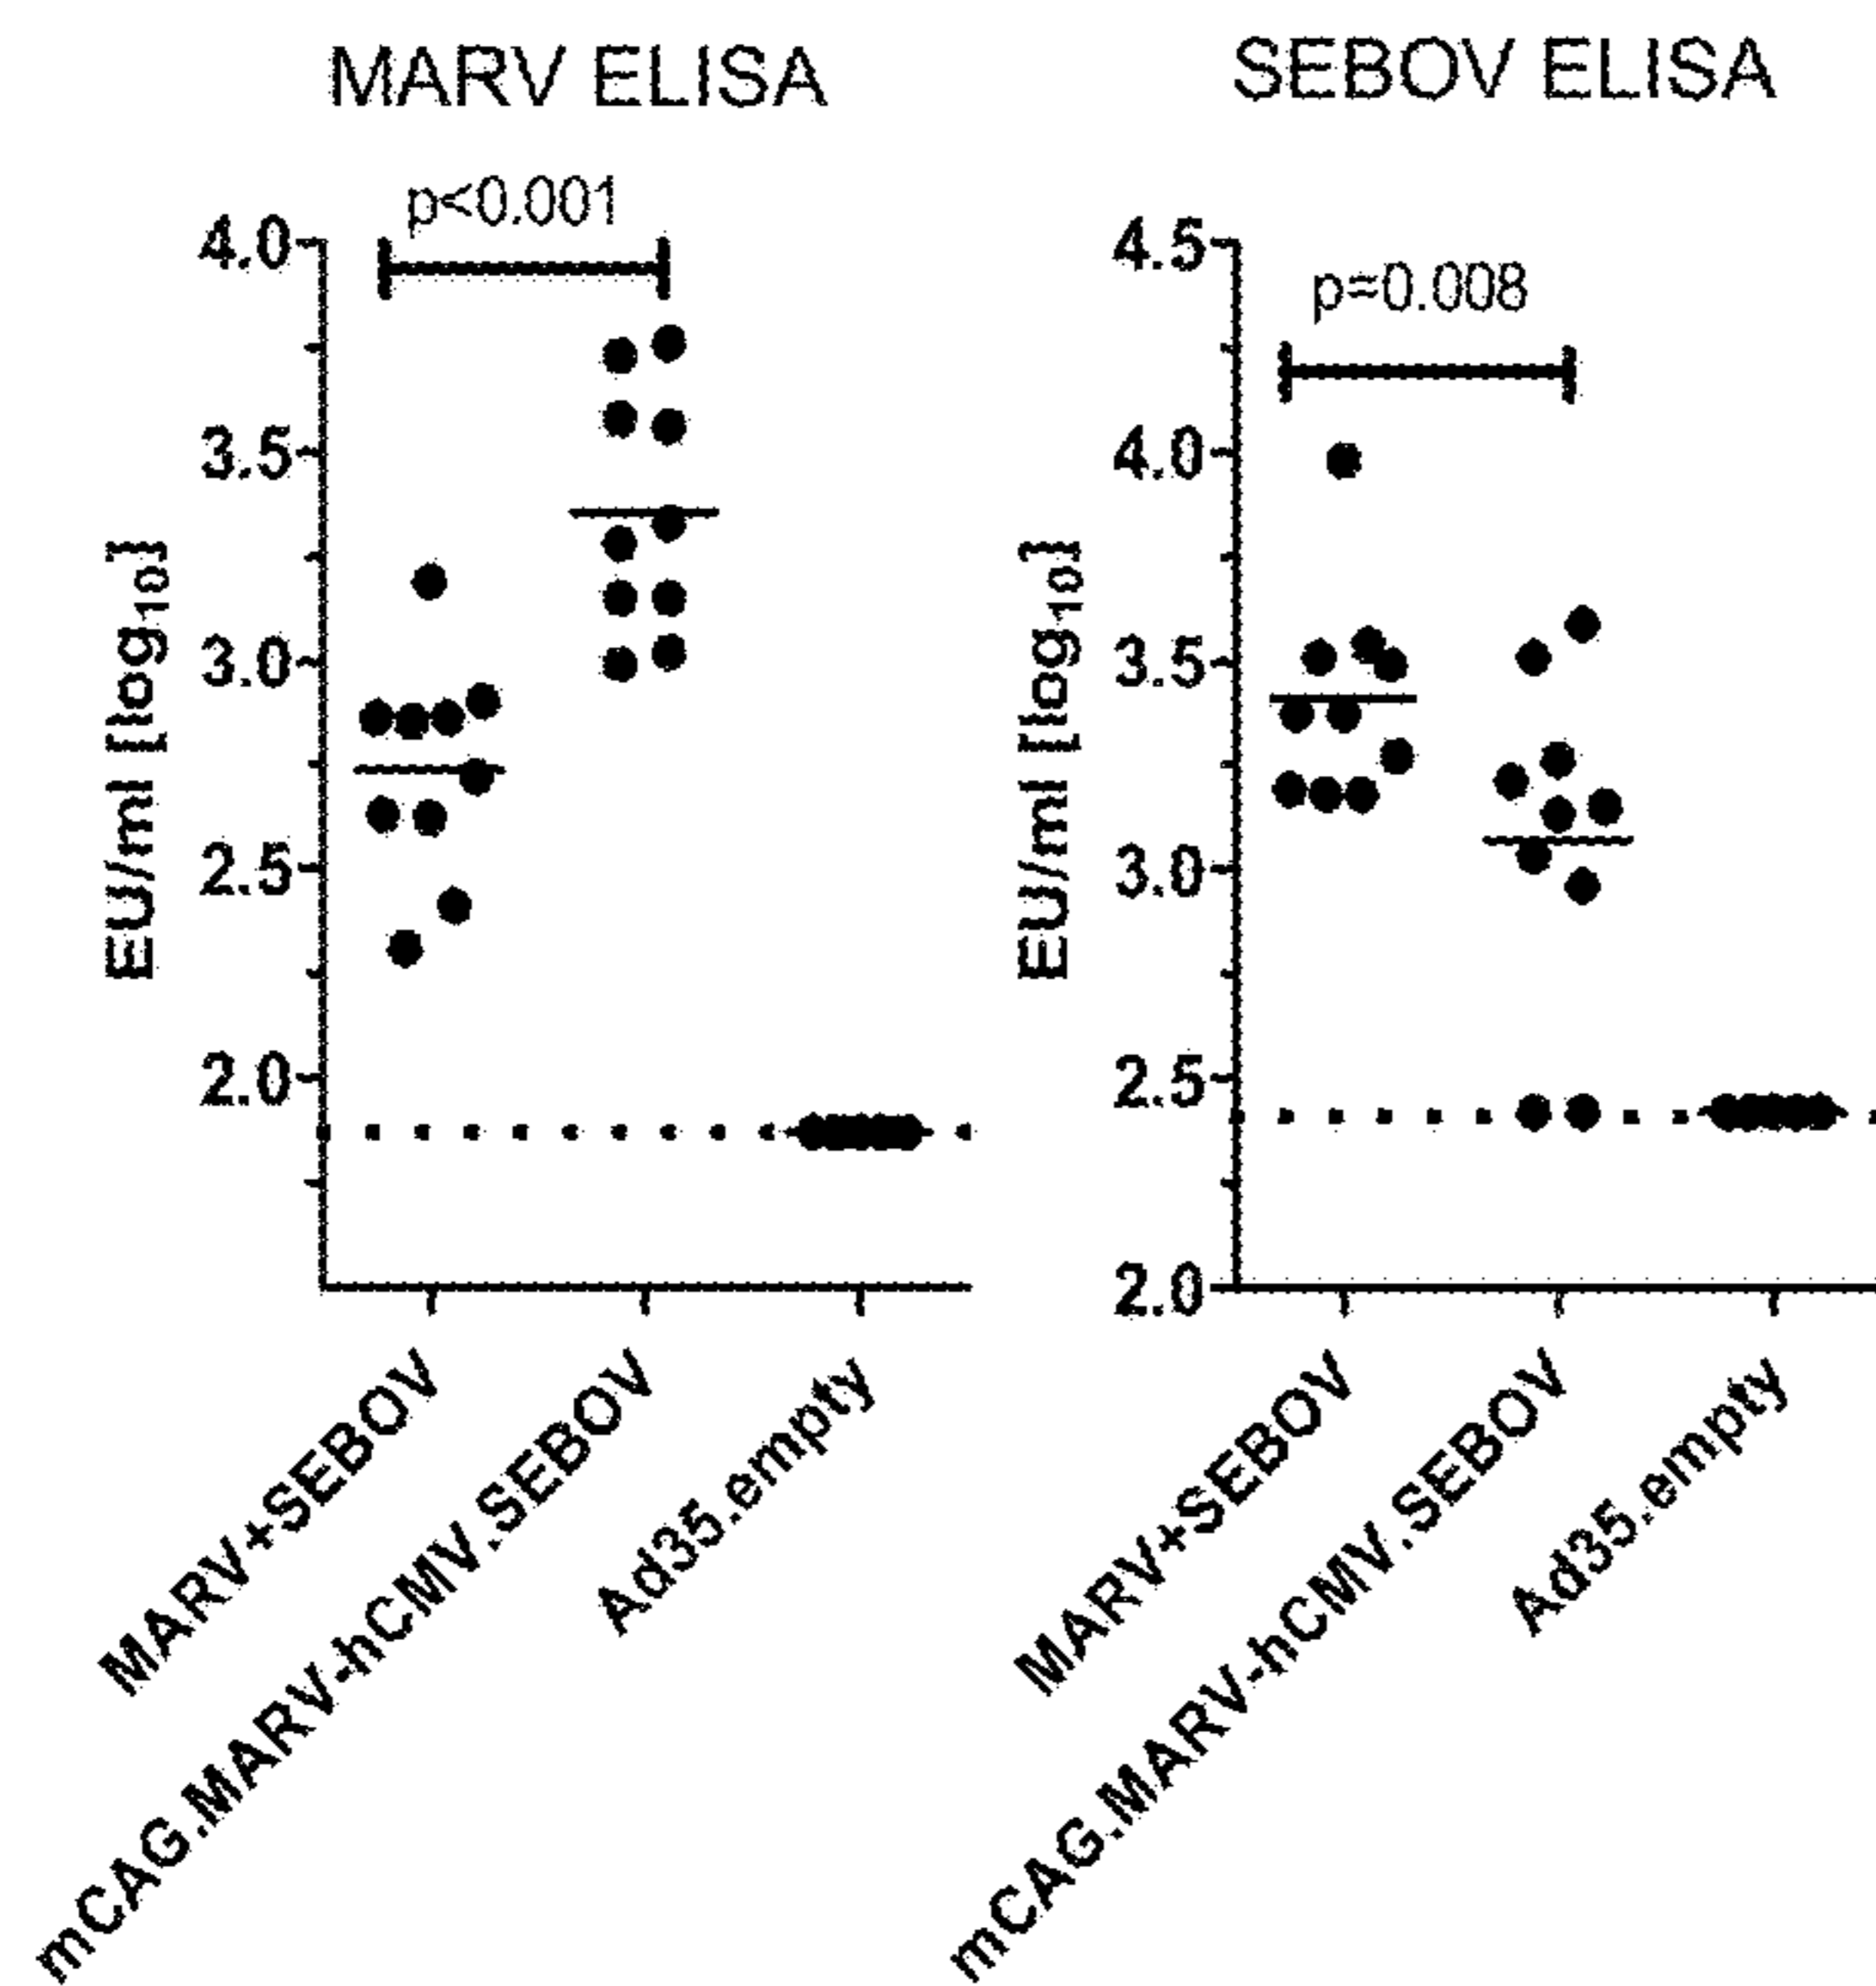 MARV ELISA
p<0.001
4.0
3.5
3.0
2.5
2.0
EU/ml [log10]
MARV+SEBOV
mCAG.MARV-hCMV.SEBOV
Ad35.empty
SEBOV ELISA
p=0.008
4.5
4.0
3.5
3.0
2.5
2.0
EU/ml [log10]
MARV+SEBOV
mCAG.MARV-hCMV.SEBOV
Ad35.empty